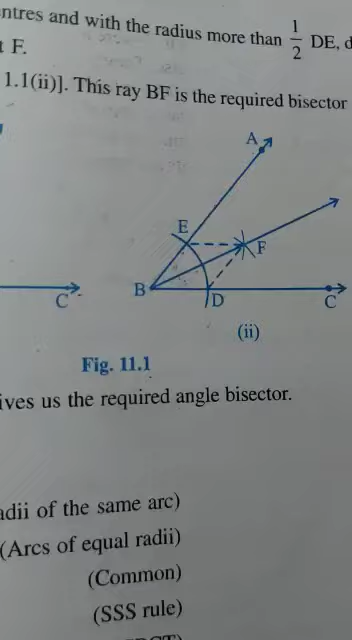 ntres and with the radius more than 1/2 DE, d
F.
1.1(ii)]. This ray BF is the required bisector
A
E
F
B
D
C
C
(ii)
Fig. 11.1
ives us the required angle bisector.
adii of the same arc)
(Arcs of equal radii)
(Common)
(SSS rule)